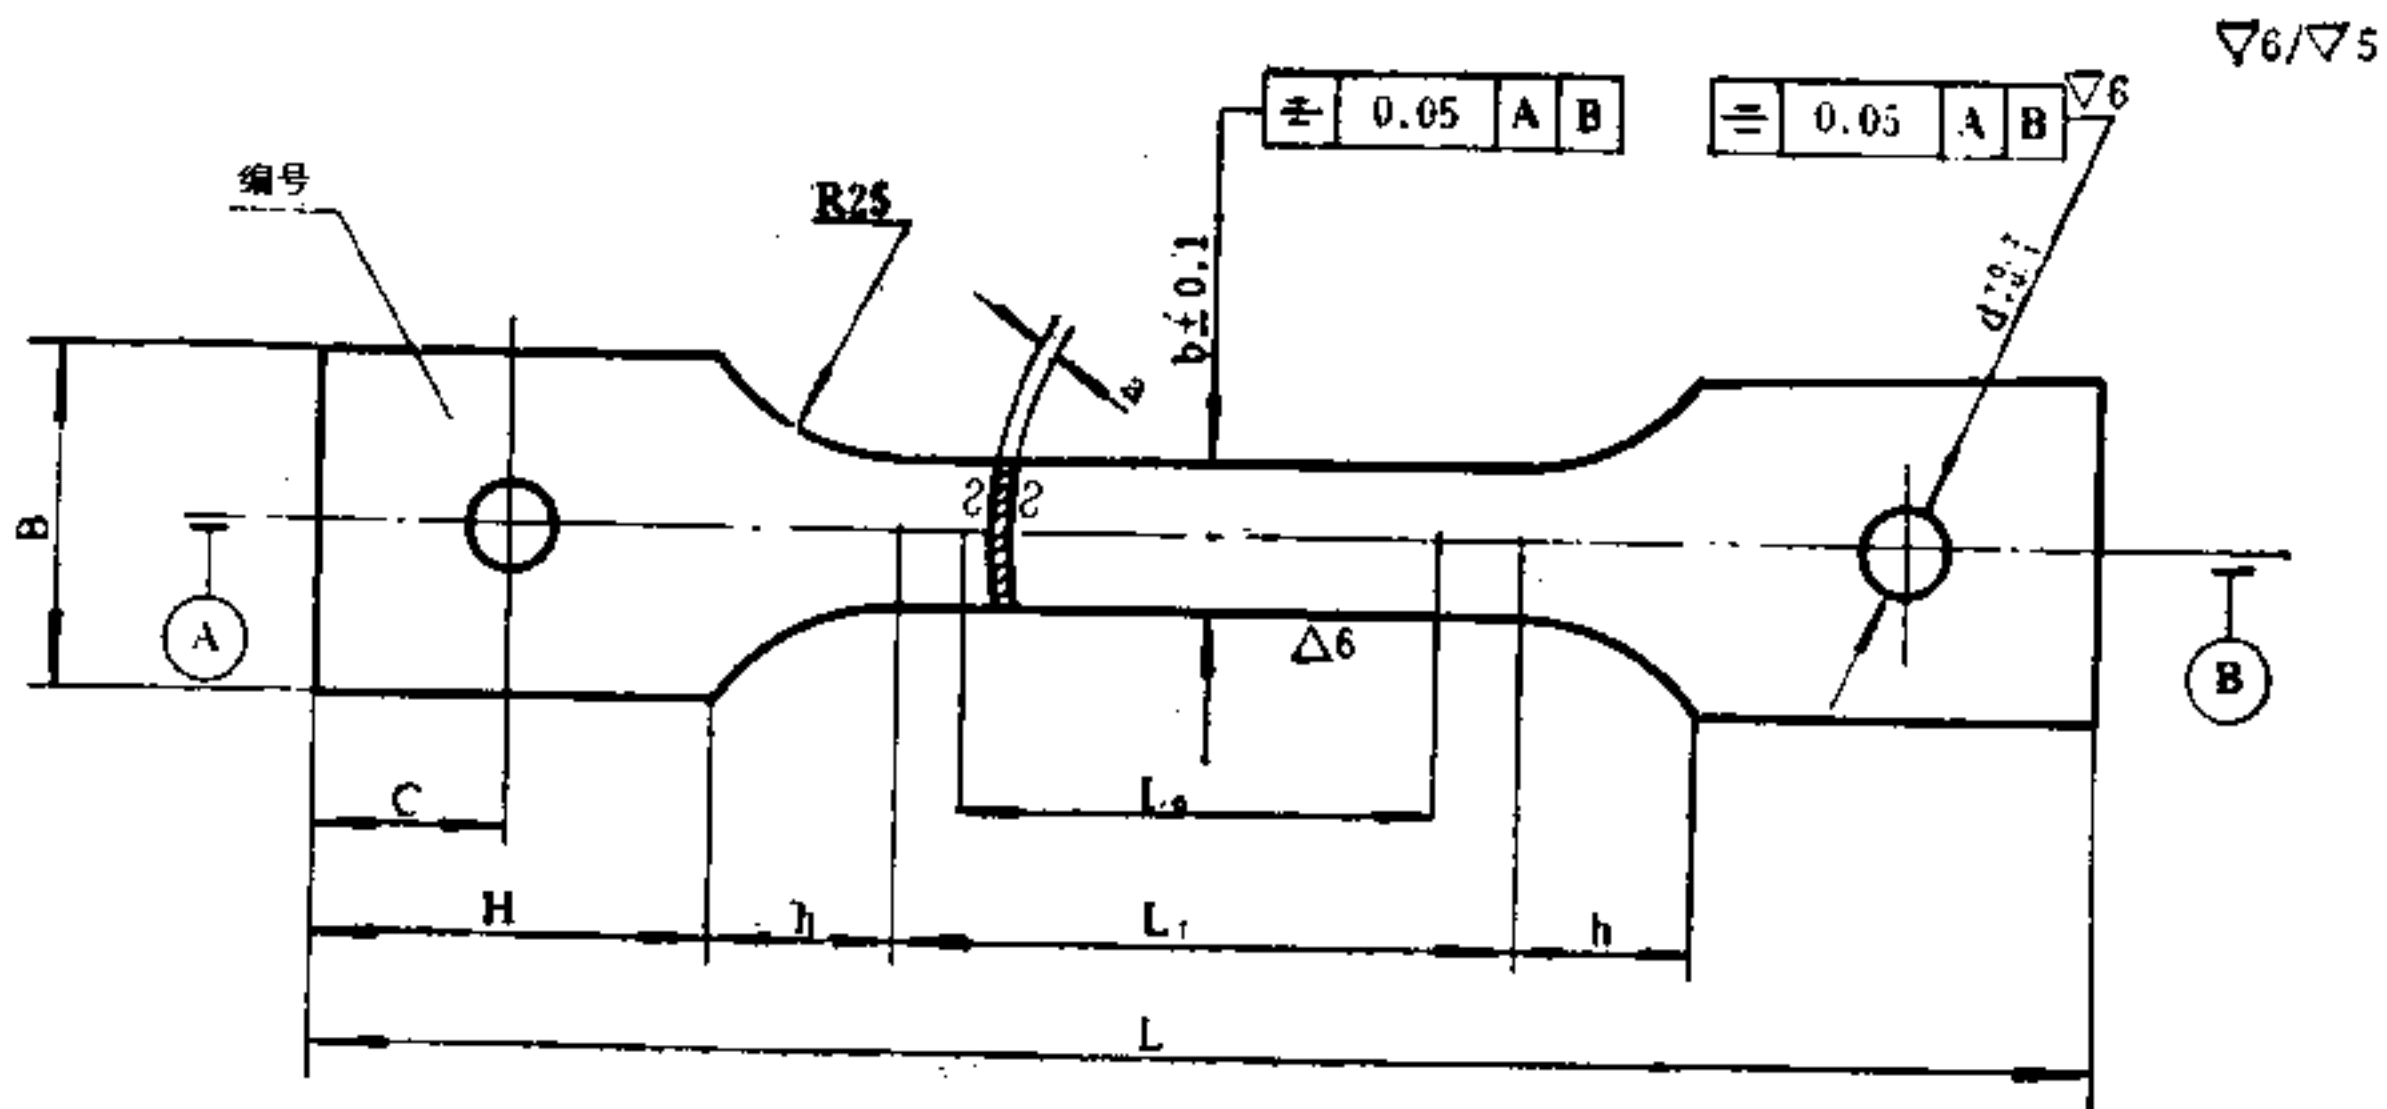 ▽6/▽5
⌯ 0.05 A B
⌯ 0.05 A B
▽6
编号
R25
b±0.1
B
A
△6
B
C
L₀
H
h
L₁
h
L